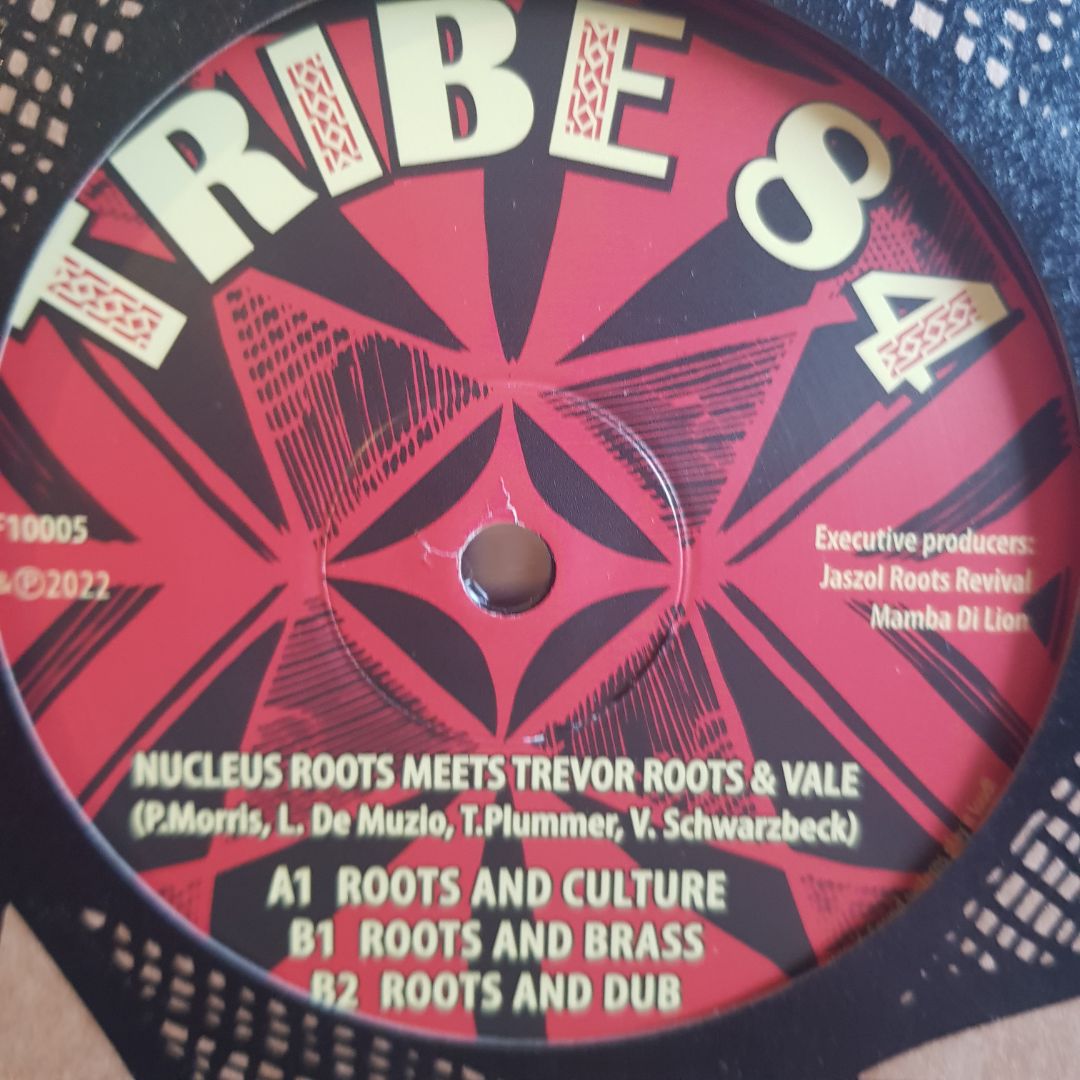 TRIBE 84
F10005
&℗2022
Executive producers:
Jaszol Roots Revival
Mamba Di Lion
NUCLEUS ROOTS MEETS TREVOR ROOTS & VALE
(P.Morris, L. De Muzio, T.Plummer, V. Schwarzbeck)
A1 ROOTS AND CULTURE
B1 ROOTS AND BRASS
B2 ROOTS AND DUB